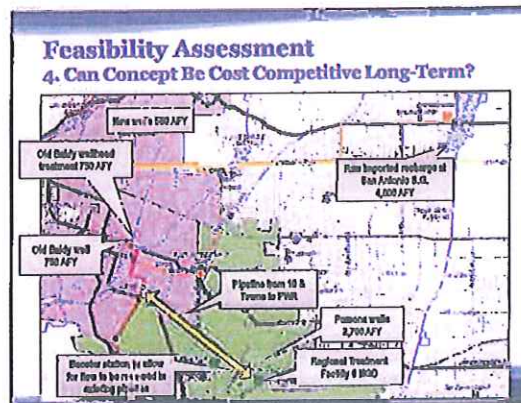 Feasibility Assessment
4. Can Concept Be Cost Competitive Long-Term?
New wells 500 AFY
Old Baldy wellhead
treatment 750 AFY
Raw imported recharge at
San Antonio S.G.
4,000 AFY
Old Baldy well
750 AFY
Pipeline from 10 &
Towne to PWR
Pomona wells
2,700 AFY
Booster station, to allow
for flow to be reversed in
existing pipeline
Regional Treatment
Facility 6 MGD